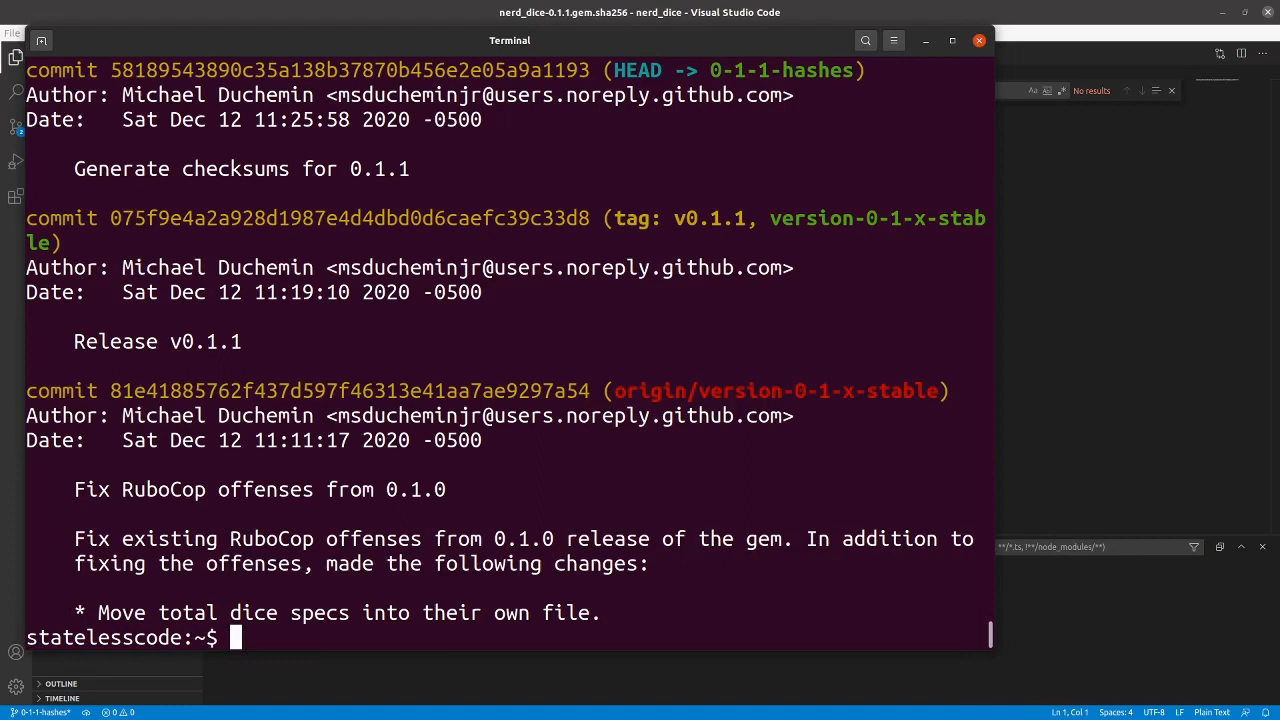 nerd_dice-0.1.1.gem.sha256 - nerd_dice - Visual Studio Code
File
Terminal
commit 58189543890c35a138b37870b456e2e05a9a1193 (HEAD -> 0-1-1-hashes)
Author: Michael Duchemin <msducheminjr@users.noreply.github.com>
Date:   Sat Dec 12 11:25:58 2020 -0500
Generate checksums for 0.1.1
commit 075f9e4a2a928d1987e4d4dbd0d6caefc39c33d8 (tag: v0.1.1, version-0-1-x-stab
le)
Author: Michael Duchemin <msducheminjr@users.noreply.github.com>
Date:   Sat Dec 12 11:19:10 2020 -0500
Release v0.1.1
commit 81e41885762f437d597f46313e41aa7ae9297a54 (origin/version-0-1-x-stable)
Author: Michael Duchemin <msducheminjr@users.noreply.github.com>
Date:   Sat Dec 12 11:11:17 2020 -0500
Fix RuboCop offenses from 0.1.0
Fix existing RuboCop offenses from 0.1.0 release of the gem. In addition to
fixing the offenses, made the following changes:
* Move total dice specs into their own file.
statelesscode:~$
Aa
No results
**/*.ts, !**/node_modules/**)
2
OUTLINE
TIMELINE
0-1-1-hashes*
0 0
Ln 1, Col 1
Spaces: 4
UTF-8
LF
Plain Text